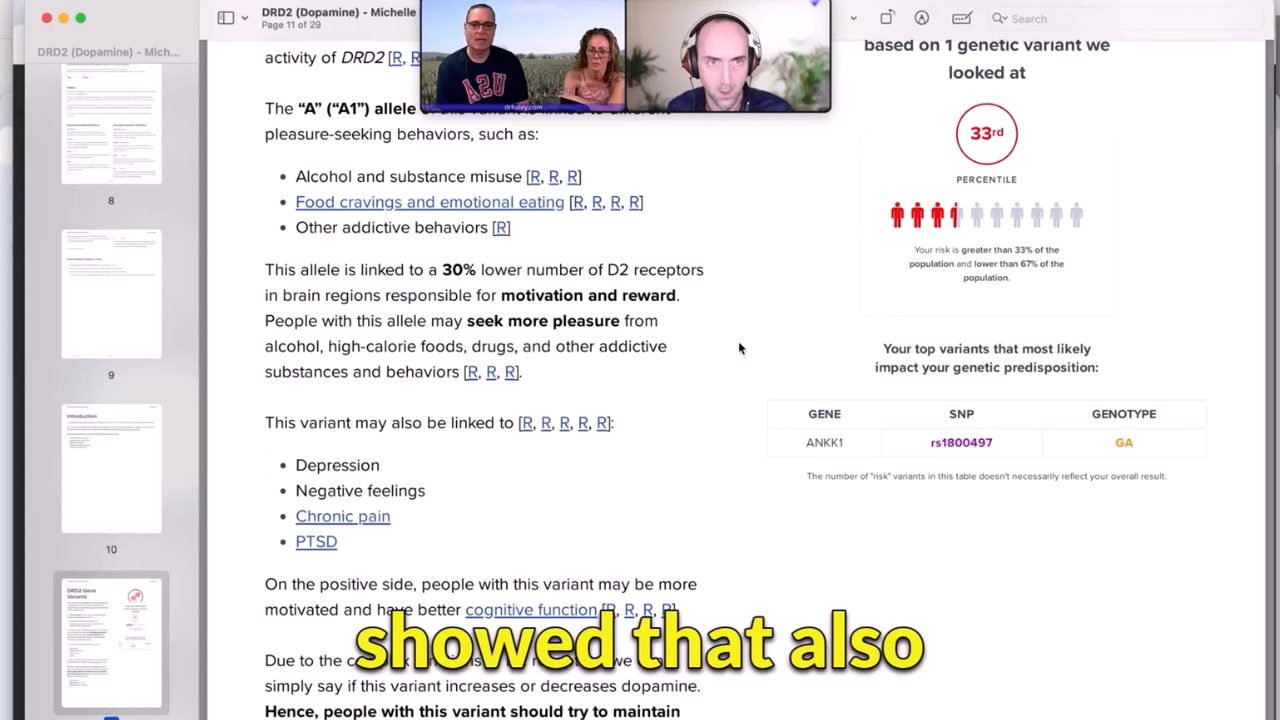 DRD2 (Dopamine) - Michelle
Page 11 of 29
Search
DRD2 (Dopamine) - Mich...
8
9
Introduction
10
DRD2 Gene
Variants
drhaley.com
ASU
activity of DRD2 [R, R
The “A” (“A1”) allele
pleasure-seeking behaviors, such as:
• Alcohol and substance misuse [R, R, R]
• Food cravings and emotional eating [R, R, R, R]
• Other addictive behaviors [R]
This allele is linked to a 30% lower number of D2 receptors
in brain regions responsible for motivation and reward.
People with this allele may seek more pleasure from
alcohol, high-calorie foods, drugs, and other addictive
substances and behaviors [R, R, R].
This variant may also be linked to [R, R, R, R, R]:
• Depression
• Negative feelings
• Chronic pain
• PTSD
On the positive side, people with this variant may be more
motivated and have better cognitive function [R, R, R, R]
showed that also
Due to th
simply say if this variant increases or decreases dopamine.
Hence, people with this variant should try to maintain
based on 1 genetic variant we
looked at
33rd
PERCENTILE
Your risk is greater than 33% of the
population and lower than 67% of the
population.
Your top variants that most likely
impact your genetic predisposition:
GENE SNP GENOTYPE
ANKK1 rs1800497 GA
The number of "risk" variants in this table doesn't necessarily reflect your overall result.